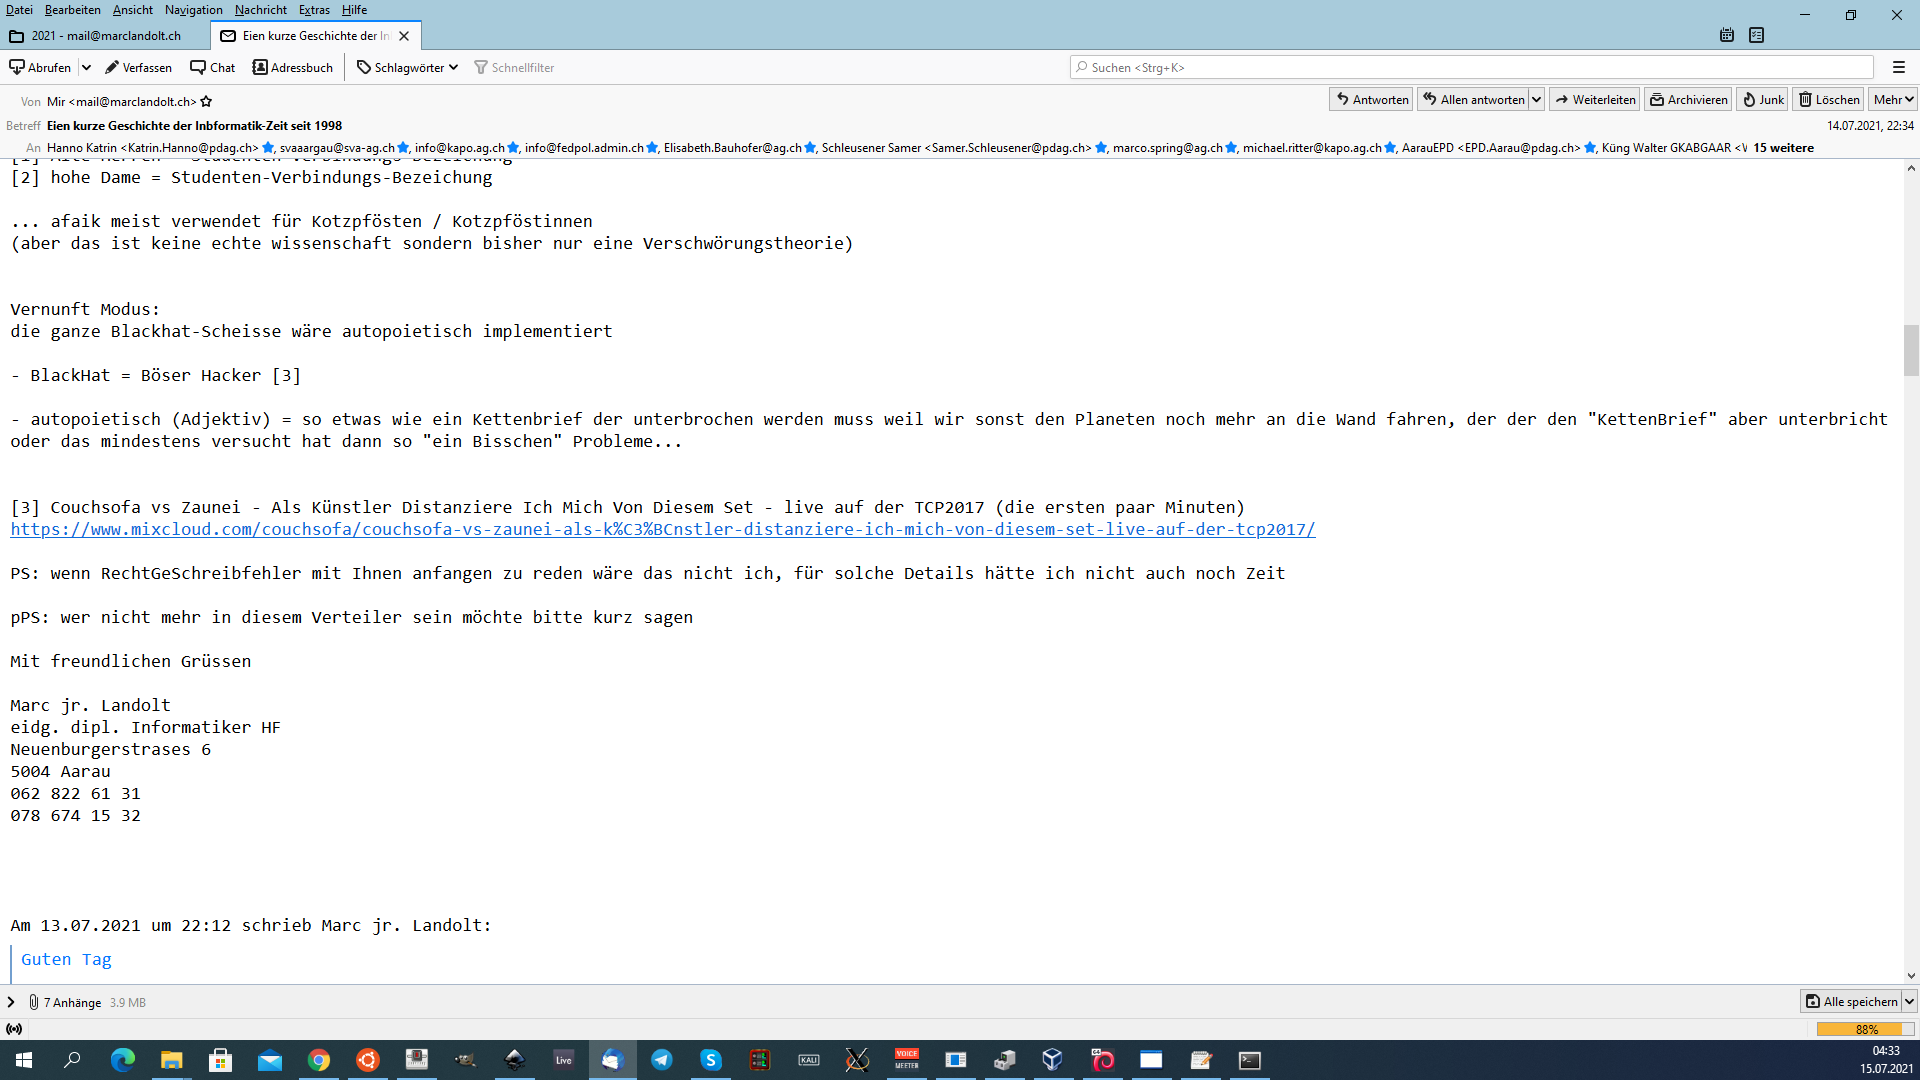 Datei Bearbeiten Ansicht Navigation Nachricht Extras Hilfe
2021 - mail@marclandolt.ch
Eien kurze Geschichte der In
Abrufen Verfassen Chat Adressbuch Schlagwörter Schnellfilter
Suchen <Strg+K>
Von Mir <mail@marclandolt.ch>
Antworten Allen antworten Weiterleiten Archivieren Junk Löschen Mehr
Betreff Eien kurze Geschichte der Inbformatik-Zeit seit 1998
14.07.2021, 22:34
An Hanno Katrin <Katrin.Hanno@pdag.ch>, svaaargau@sva-ag.ch, info@kapo.ag.ch, info@fedpol.admin.ch, Elisabeth.Bauhofer@ag.ch, Schleusener Samer <Samer.Schleusener@pdag.ch>, marco.spring@ag.ch, michael.ritter@kapo.ag.ch, AarauEPD <EPD.Aarau@pdag.ch>, Küng Walter GKABGAAR <V 15 weitere
[1] Alte Herren = Studenten-Verbindungs-Bezeichung
[2] hohe Dame = Studenten-Verbindungs-Bezeichung
... afaik meist verwendet für Kotzpfösten / Kotzpföstinnen
(aber das ist keine echte wissenschaft sondern bisher nur eine Verschwörungstheorie)
Vernunft Modus:
die ganze Blackhat-Scheisse wäre autopoietisch implementiert
- BlackHat = Böser Hacker [3]
- autopoietisch (Adjektiv) = so etwas wie ein Kettenbrief der unterbrochen werden muss weil wir sonst den Planeten noch mehr an die Wand fahren, der der den "KettenBrief" aber unterbricht
oder das mindestens versucht hat dann so "ein Bisschen" Probleme...
[3] Couchsofa vs Zaunei - Als Künstler Distanziere Ich Mich Von Diesem Set - live auf der TCP2017 (die ersten paar Minuten)
https://www.mixcloud.com/couchsofa/couchsofa-vs-zaunei-als-k%C3%BCnstler-distanziere-ich-mich-von-diesem-set-live-auf-der-tcp2017/
PS: wenn RechtGeSchreibfehler mit Ihnen anfangen zu reden wäre das nicht ich, für solche Details hätte ich nicht auch noch Zeit
pPS: wer nicht mehr in diesem Verteiler sein möchte bitte kurz sagen
Mit freundlichen Grüssen
Marc jr. Landolt
eidg. dipl. Informatiker HF
Neuenburgerstrases 6
5004 Aarau
062 822 61 31
078 674 15 32
Am 13.07.2021 um 22:12 schrieb Marc jr. Landolt:
Guten Tag
7 Anhänge 3.9 MB
Alle speichern
88%
Live
KALI
VOICE
MEETER
04:33
15.07.2021